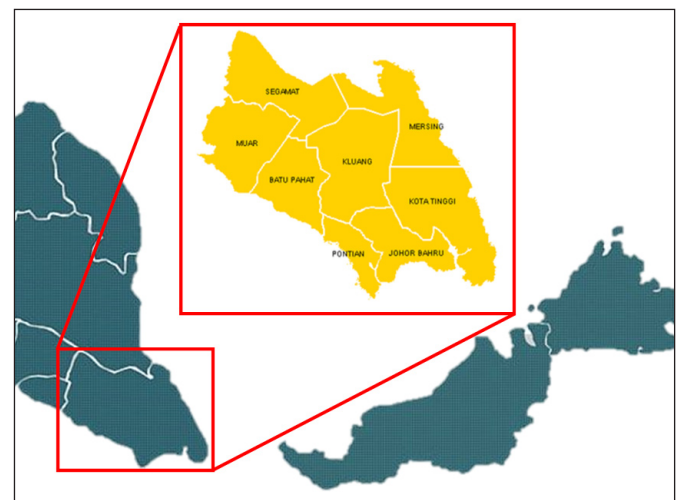 SEGAMAT
MERSING
MUAR
KLUANG
BATU PAHAT
KOTA TINGGI
PONTIAN
JOHOR BAHRU